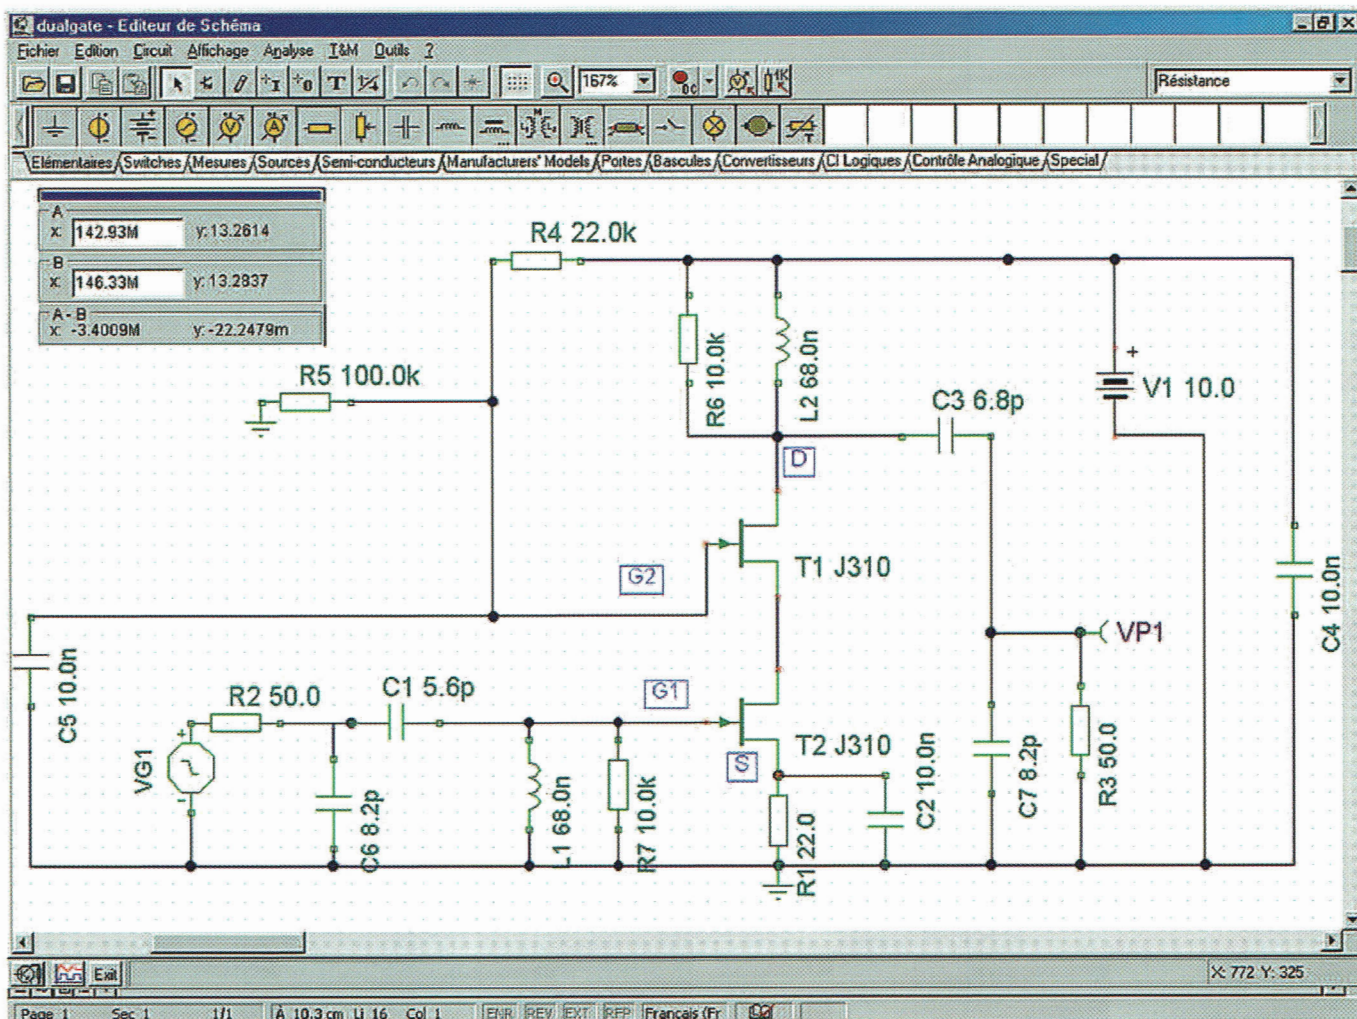 dualgate - Editeur de Schéma
Fichier Edition Circuit Affichage Analyse T&M Outils ?
T 167% DC 1K Résistance
V A M T
Elémentaires Switches Mesures Sources Semi-conducteurs Manufacturers' Models Portes Bascules Convertisseurs CI Logiques Contrôle Analogique Special
A
x: 142.93M y: 13.2614
B
x: 146.33M y: 13.2837
A - B
x: -3.4009M y: -22.2479m
R4 22.0k
R5 100.0k
R6 10.0k
L2 68.0n
C3 6.8p
V1 10.0
D
T1 J310
G2
C4 10.0n
VP1
C5 10.0n
R2 50.0
C1 5.6p
G1
VG1
C6 8.2p
L1 68.0n
R7 10.0k
T2 J310
S
R1 22.0
C2 10.0n
C7 8.2p
R3 50.0
Exit X: 772 Y: 325
Page 1 Sec 1 1/1 À 10.3 cm Li 16 Col 1 ENR REV EXT RFP Français (Fr